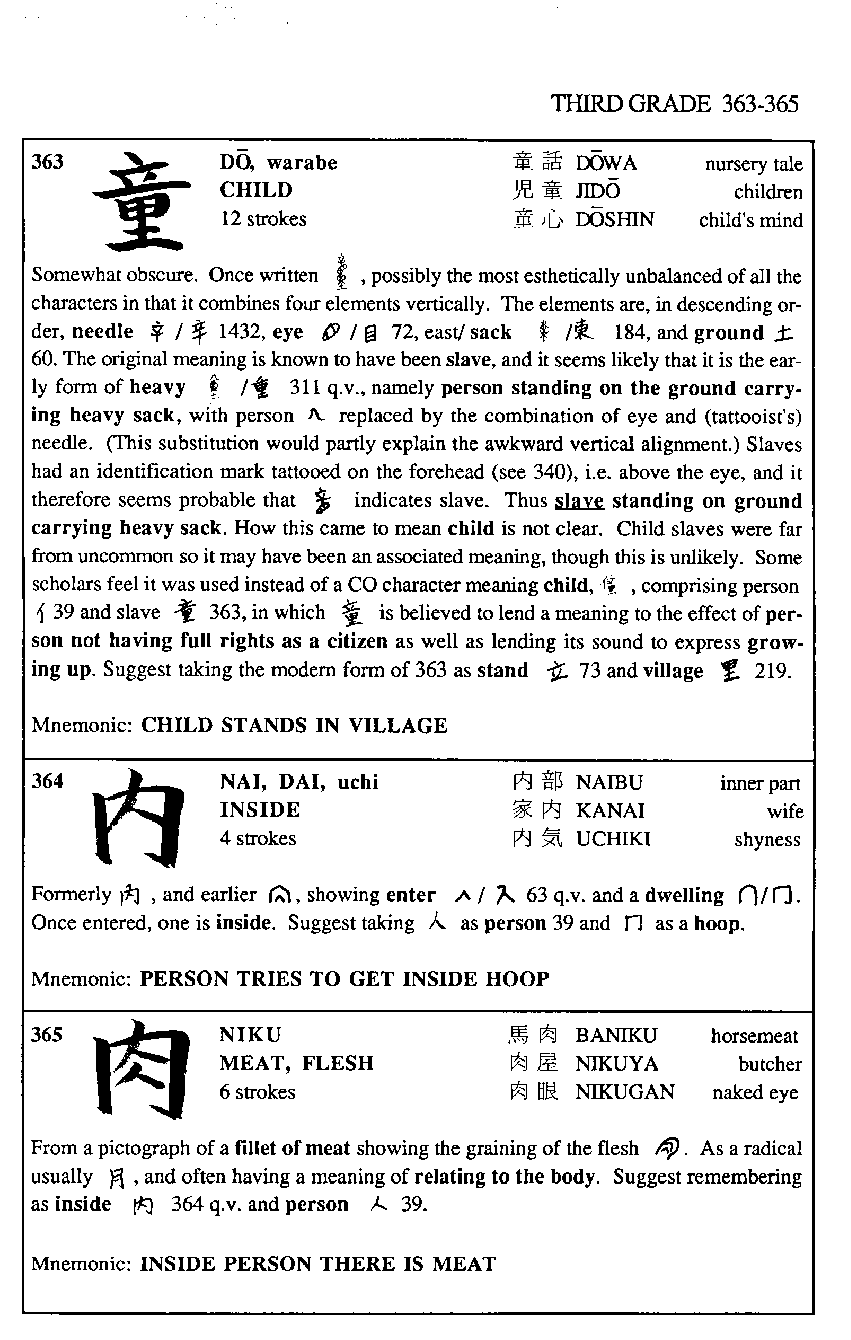 THIRD GRADE 363-365
363 童 DŌ, warabe 童話 DŌWA nursery tale
CHILD 児童 JIDŌ children
12 strokes 童心 DŌSHIN child's mind
Somewhat obscure. Once written , possibly the most esthetically unbalanced of all the
characters in that it combines four elements vertically. The elements are, in descending or-
der, needle / 1432, eye / 目 72, east/ sack / 東 184, and ground 土
60. The original meaning is known to have been slave, and it seems likely that it is the ear-
ly form of heavy / 重 311 q.v., namely person standing on the ground carry-
ing heavy sack, with person replaced by the combination of eye and (tattooist's)
needle. (This substitution would partly explain the awkward vertical alignment.) Slaves
had an identification mark tattooed on the forehead (see 340), i.e. above the eye, and it
therefore seems probable that indicates slave. Thus slave standing on ground
carrying heavy sack. How this came to mean child is not clear. Child slaves were far
from uncommon so it may have been an associated meaning, though this is unlikely. Some
scholars feel it was used instead of a CO character meaning child, 僮 , comprising person
亻 39 and slave 童 363, in which 童 is believed to lend a meaning to the effect of per-
son not having full rights as a citizen as well as lending its sound to express grow-
ing up. Suggest taking the modern form of 363 as stand 立 73 and village 里 219.
Mnemonic: CHILD STANDS IN VILLAGE
364 内 NAI, DAI, uchi 内部 NAIBU inner part
INSIDE 家内 KANAI wife
4 strokes 内気 UCHIKI shyness
Formerly 内 , and earlier , showing enter / 入 63 q.v. and a dwelling / 冂.
Once entered, one is inside. Suggest taking 人 as person 39 and 冂 as a hoop.
Mnemonic: PERSON TRIES TO GET INSIDE HOOP
365 肉 NIKU 馬肉 BANIKU horsemeat
MEAT, FLESH 肉屋 NIKUYA butcher
6 strokes 肉眼 NIKUGAN naked eye
From a pictograph of a fillet of meat showing the graining of the flesh . As a radical
usually 月 , and often having a meaning of relating to the body. Suggest remembering
as inside 内 364 q.v. and person 人 39.
Mnemonic: INSIDE PERSON THERE IS MEAT